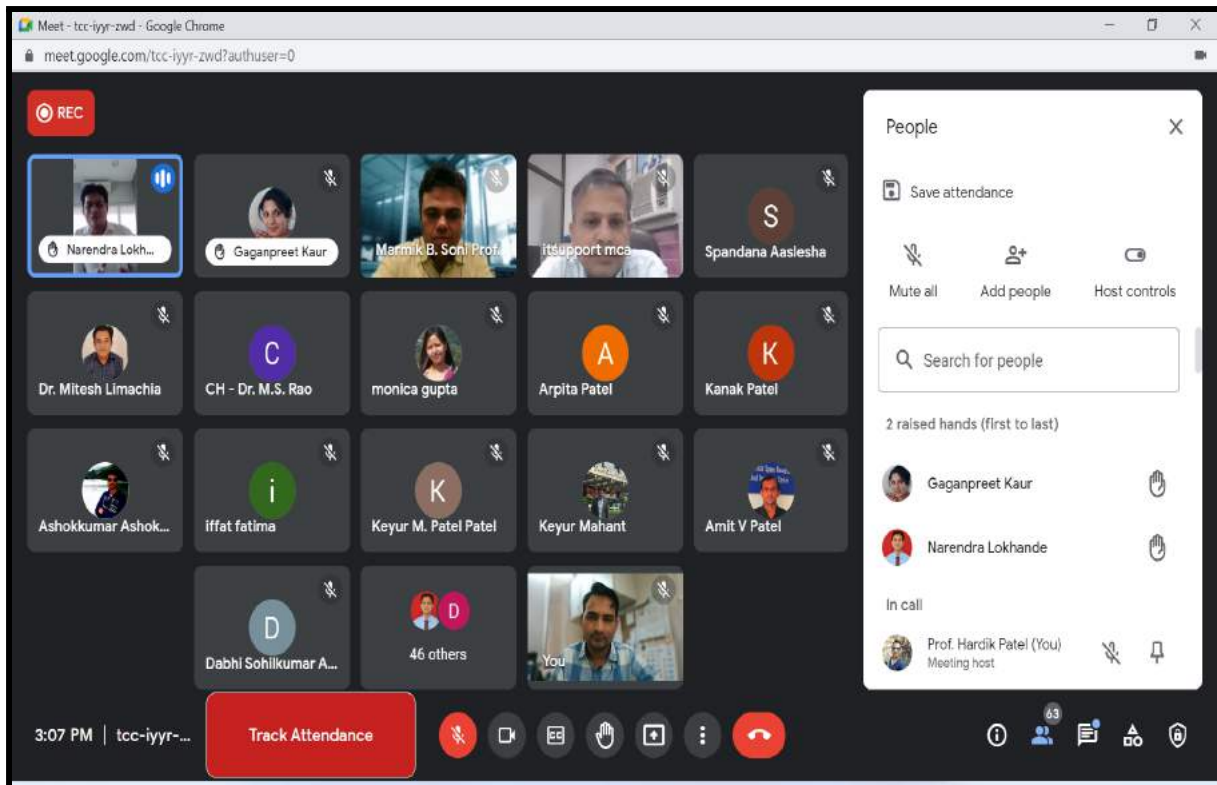 Meet - tcc-iyyr-zwd - Google Chrome
meet.google.com/tcc-iyyr-zwd?authuser=0
REC
Narendra Lokh...
Gaganpreet Kaur
Marmik B. Soni Prof.
itsupport mca
S
Spandana Aaslesha
Dr. Mitesh Limachia
C
CH - Dr. M.S. Rao
monica gupta
A
Arpita Patel
K
Kanak Patel
Ashokkumar Ashok...
i
iffat fatima
K
Keyur M. Patel Patel
Keyur Mahant
Amit V Patel
D
Dabhi Sohilkumar A...
D
46 others
You
People
Save attendance
Mute all
Add people
Host controls
Search for people
2 raised hands (first to last)
Gaganpreet Kaur
Narendra Lokhande
In call
Prof. Hardik Patel (You)
Meeting host
3:07 PM | tcc-iyyr-...
Track Attendance
CC
63